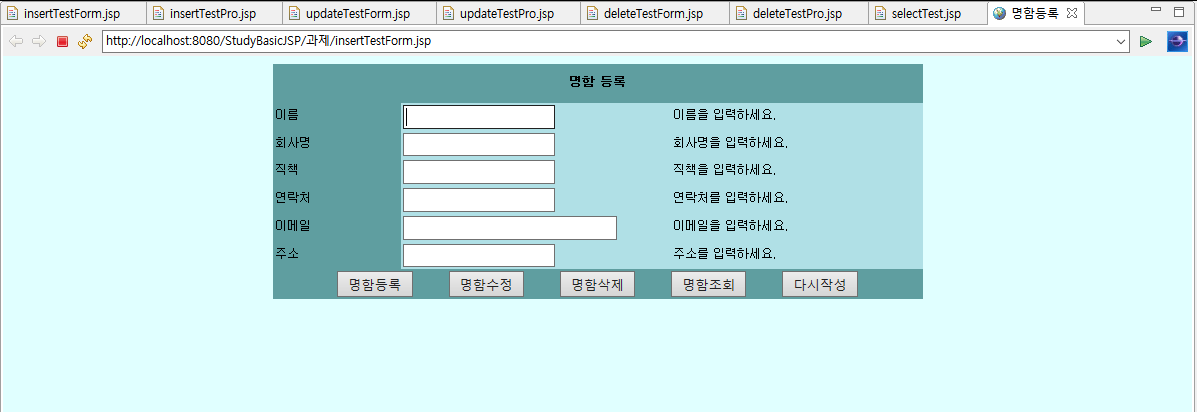 insertTestForm.jsp insertTestPro.jsp updateTestForm.jsp updateTestPro.jsp deleteTestForm.jsp deleteTestPro.jsp selectTest.jsp 명함등록
http://localhost:8080/StudyBasicJSP/과제/insertTestForm.jsp
명함 등록
이름 이름을 입력하세요.
회사명 회사명을 입력하세요.
직책 직책을 입력하세요.
연락처 연락처를 입력하세요.
이메일 이메일을 입력하세요.
주소 주소를 입력하세요.
명함등록 명함수정 명함삭제 명함조회 다시작성